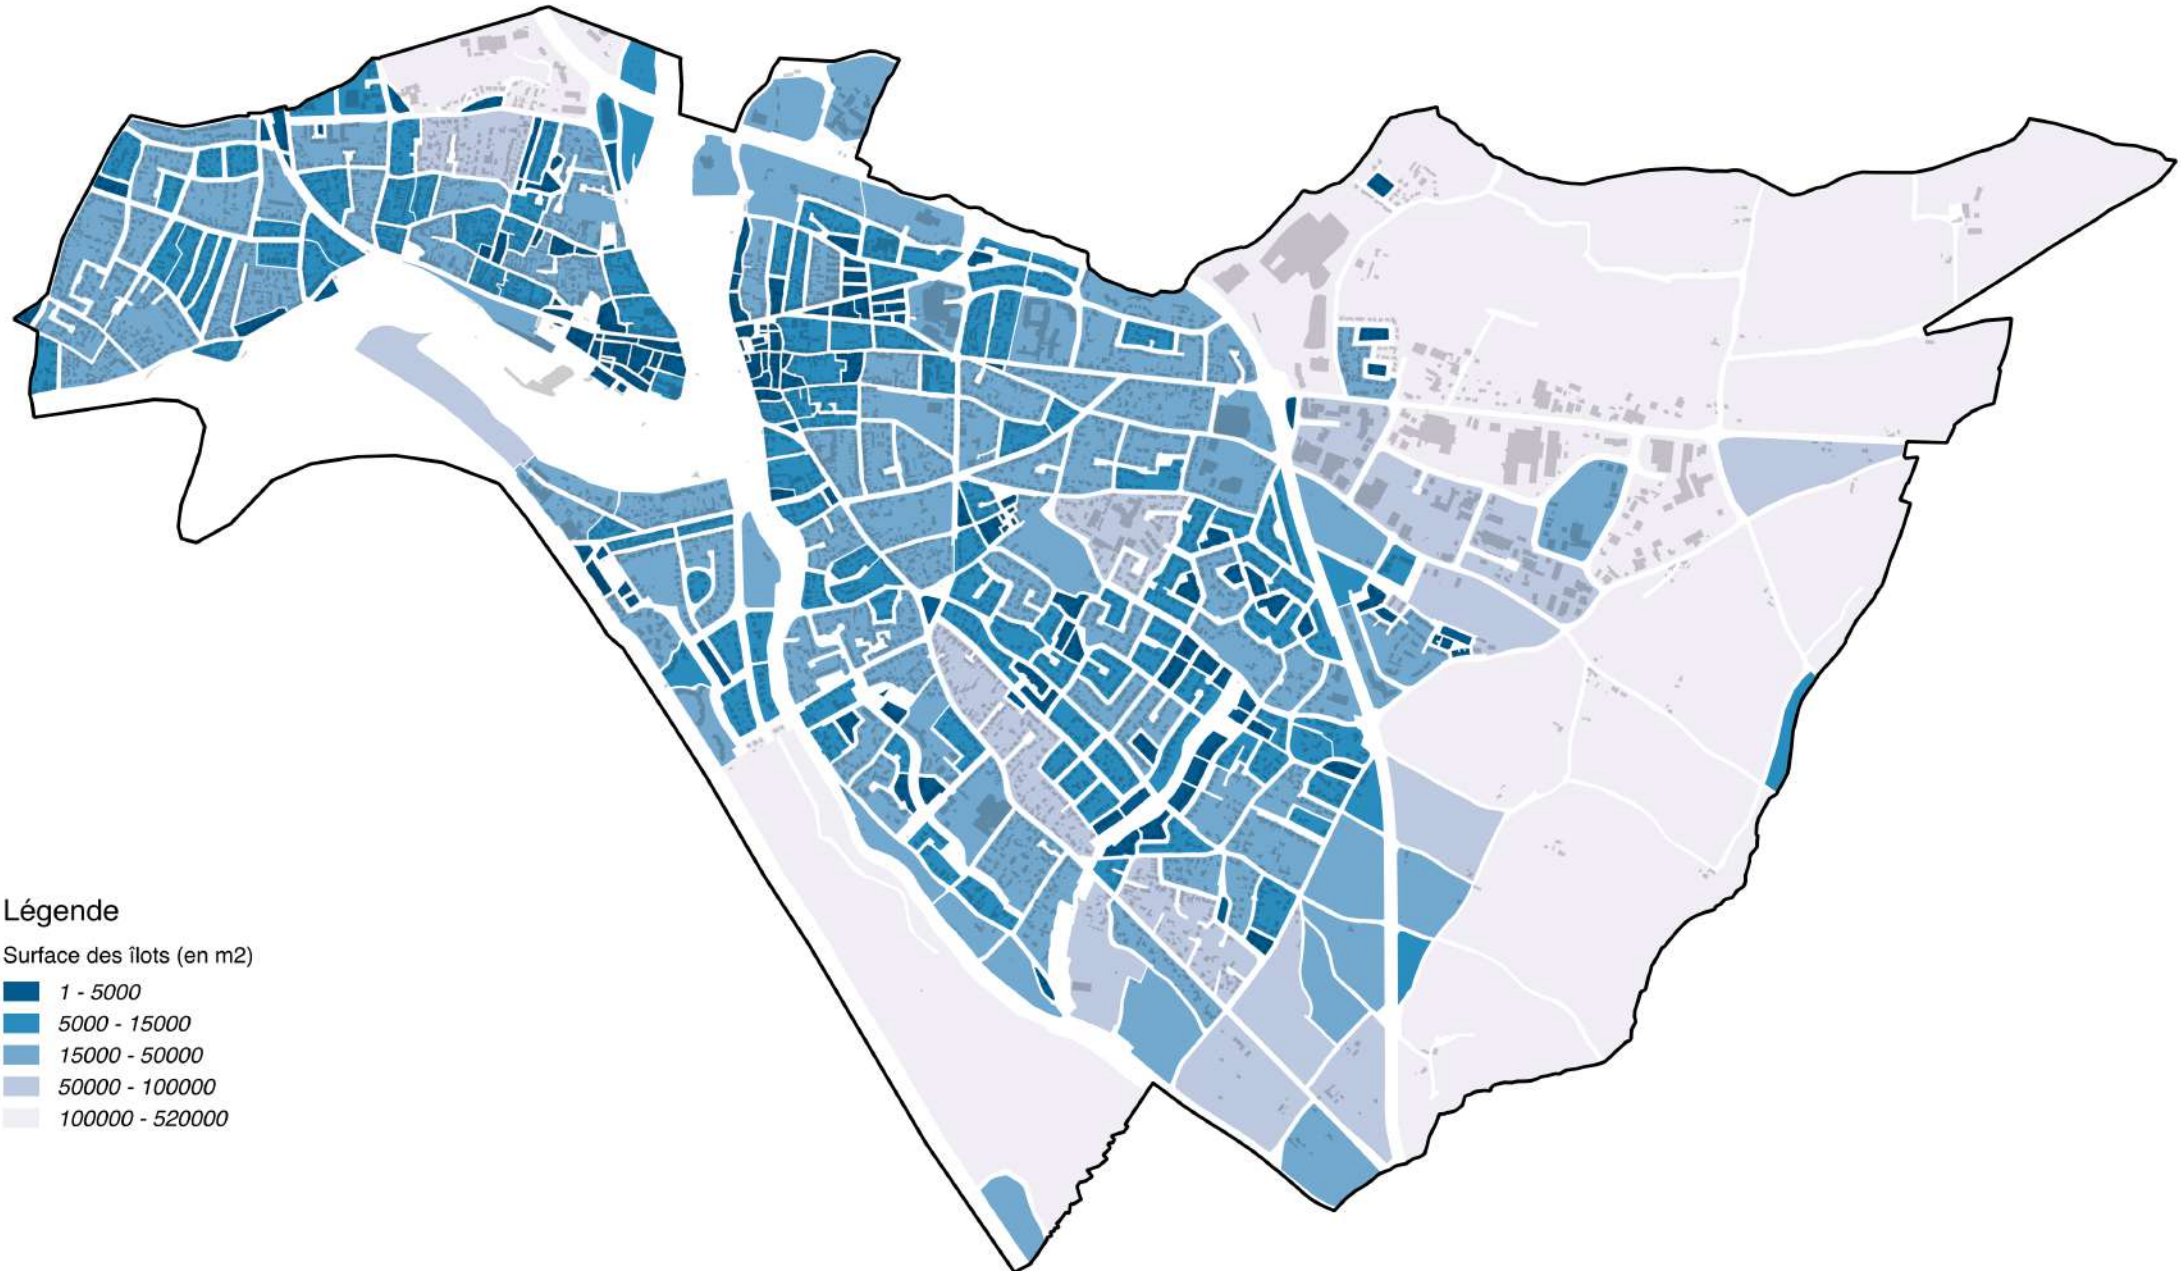 Légende
Surface des îlots (en m2)
1 - 5000
5000 - 15000
15000 - 50000
50000 - 100000
100000 - 520000